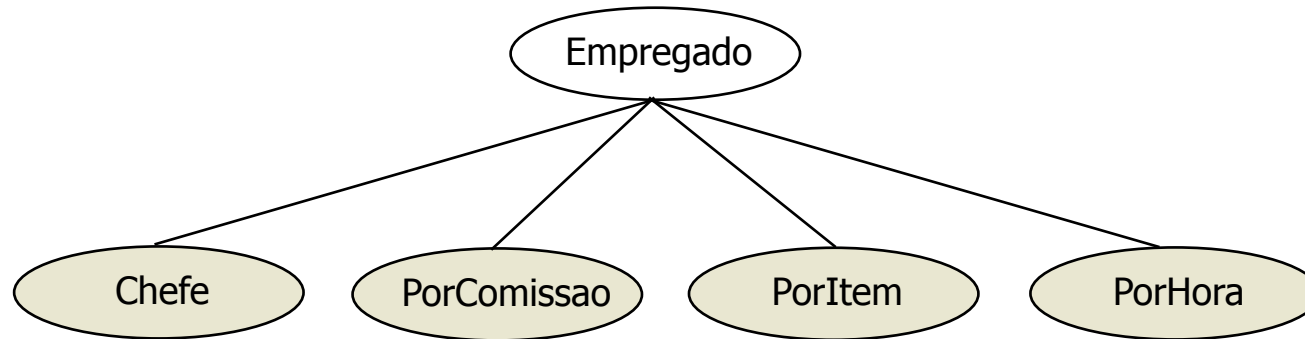 Empregado
Chefe
PorComissao
PorItem
PorHora